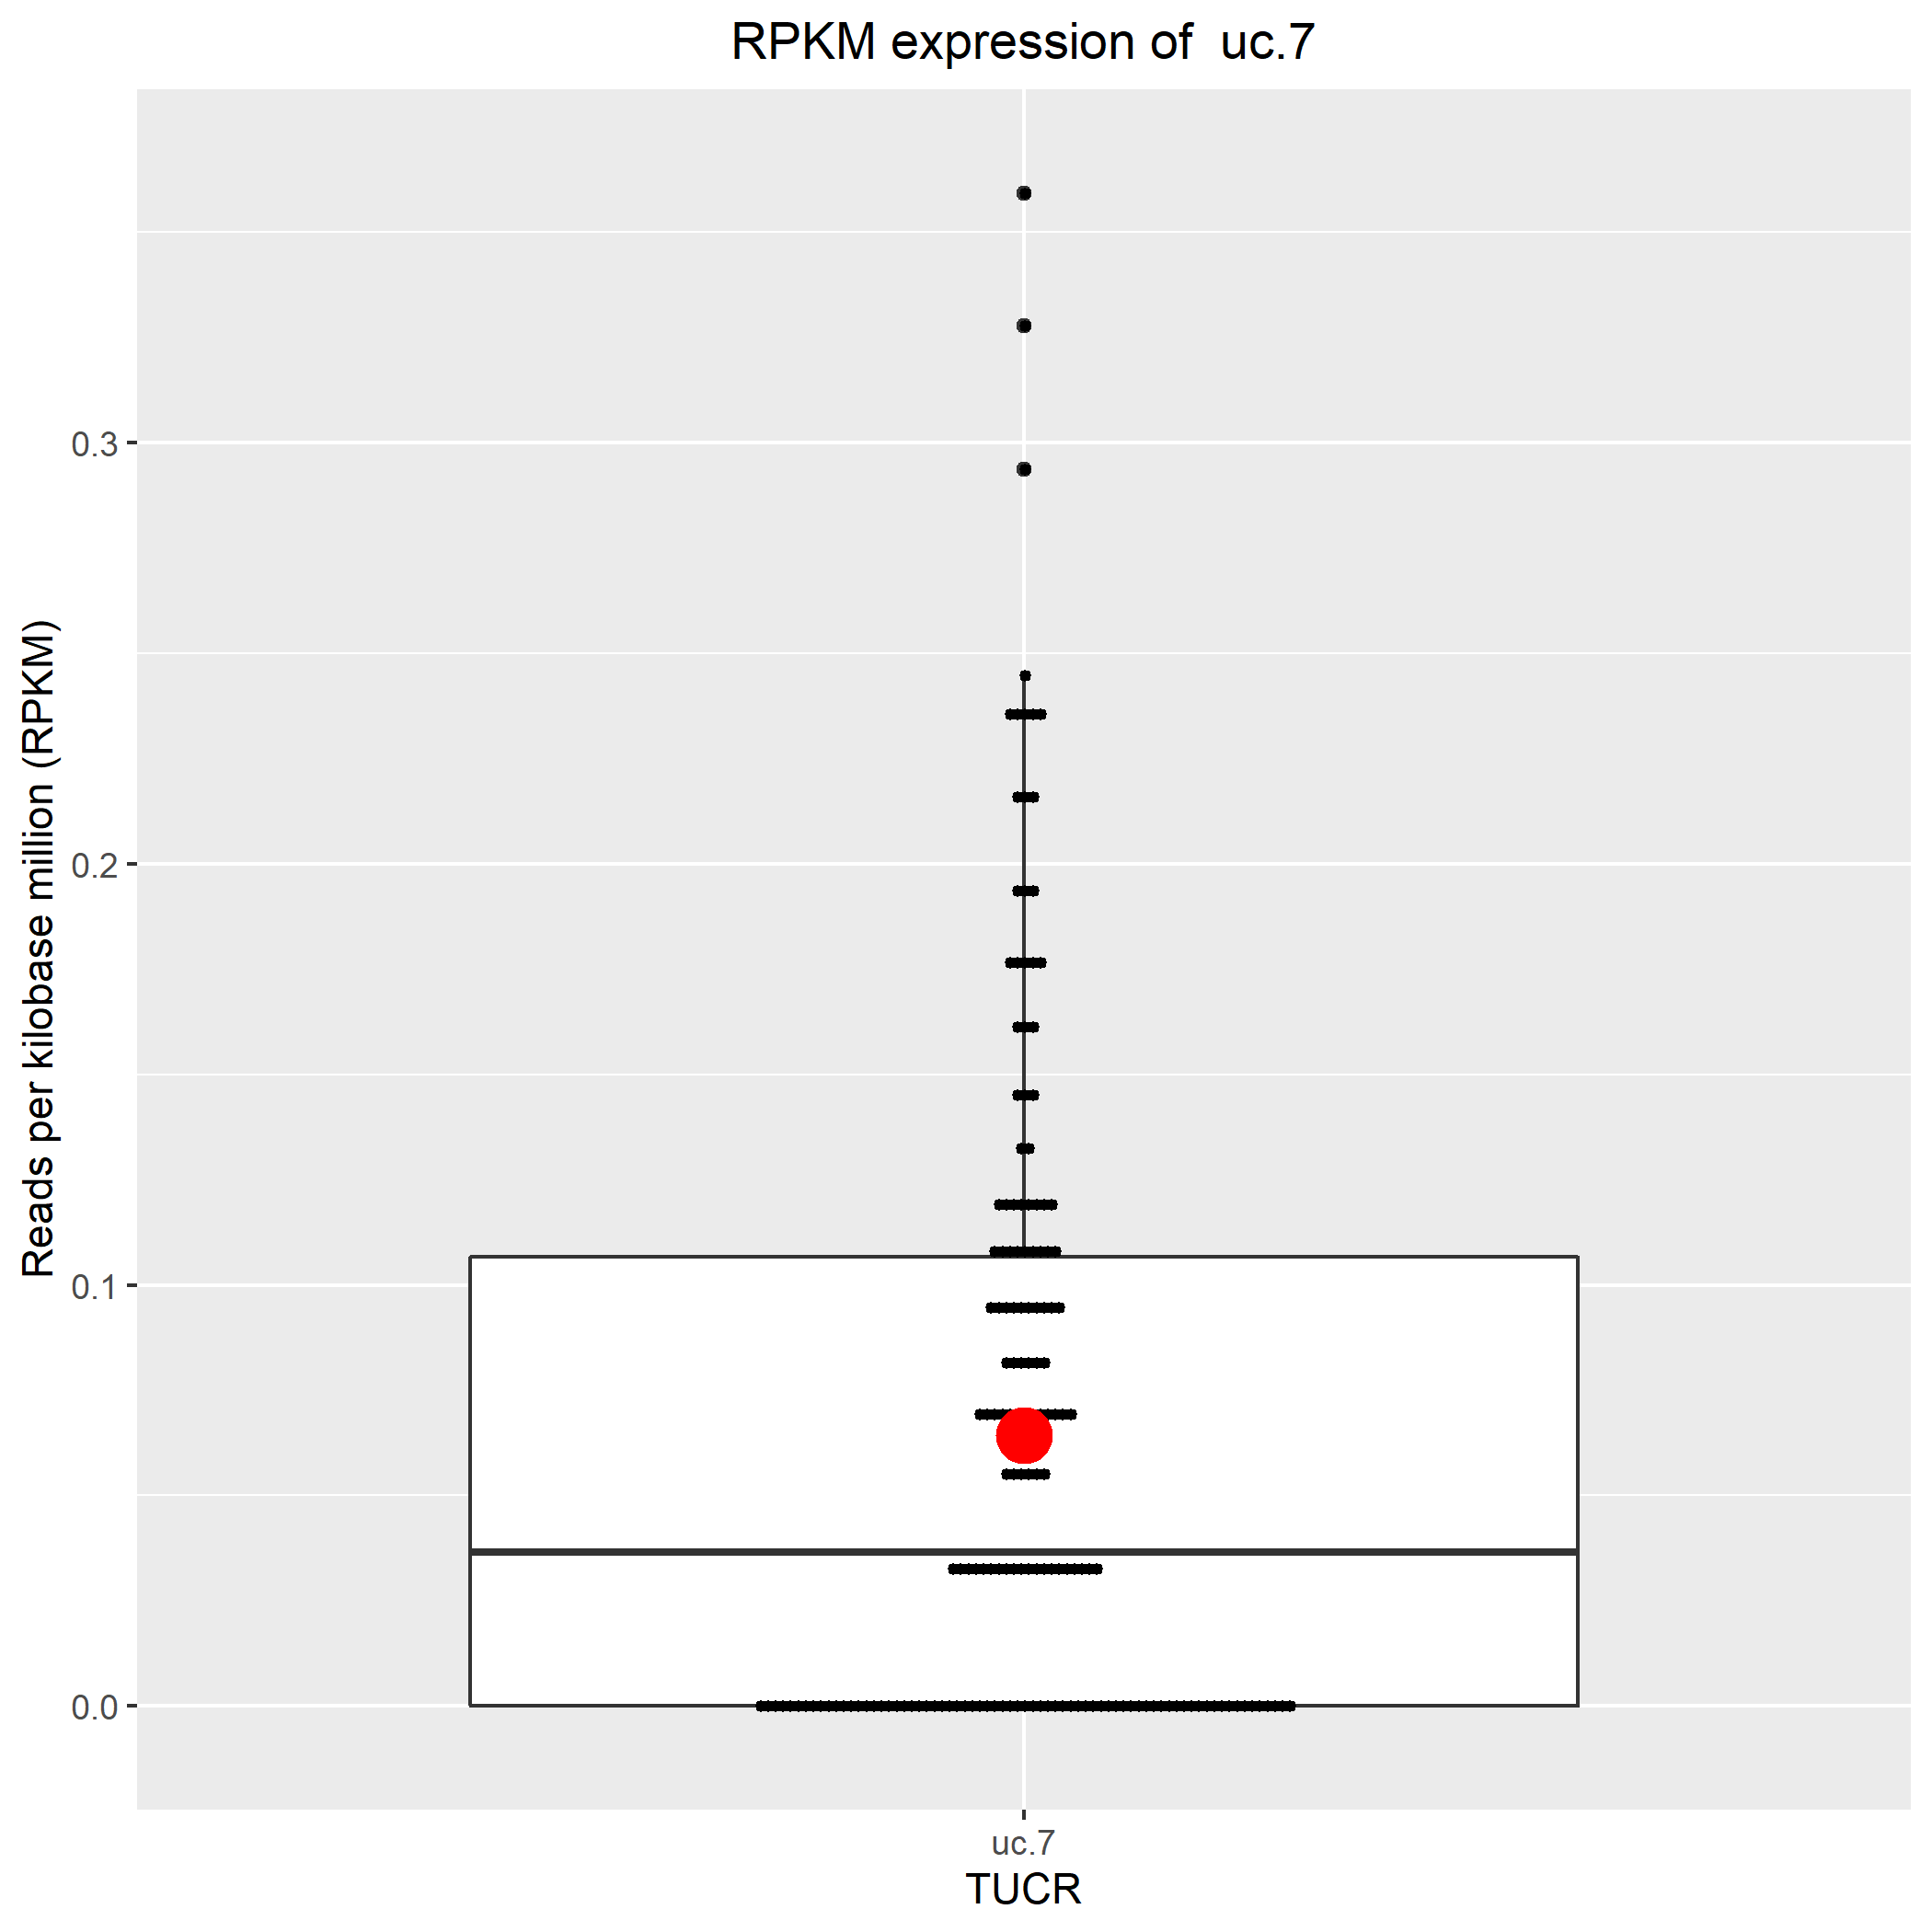 RPKM expression of  uc.7
Reads per kilobase million (RPKM)
0.3
0.2
0.1
0.0
uc.7
TUCR